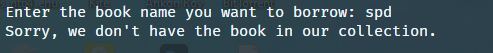 Enter the book name you want to borrow: spd
Sorry, we don't have the book in our collection.